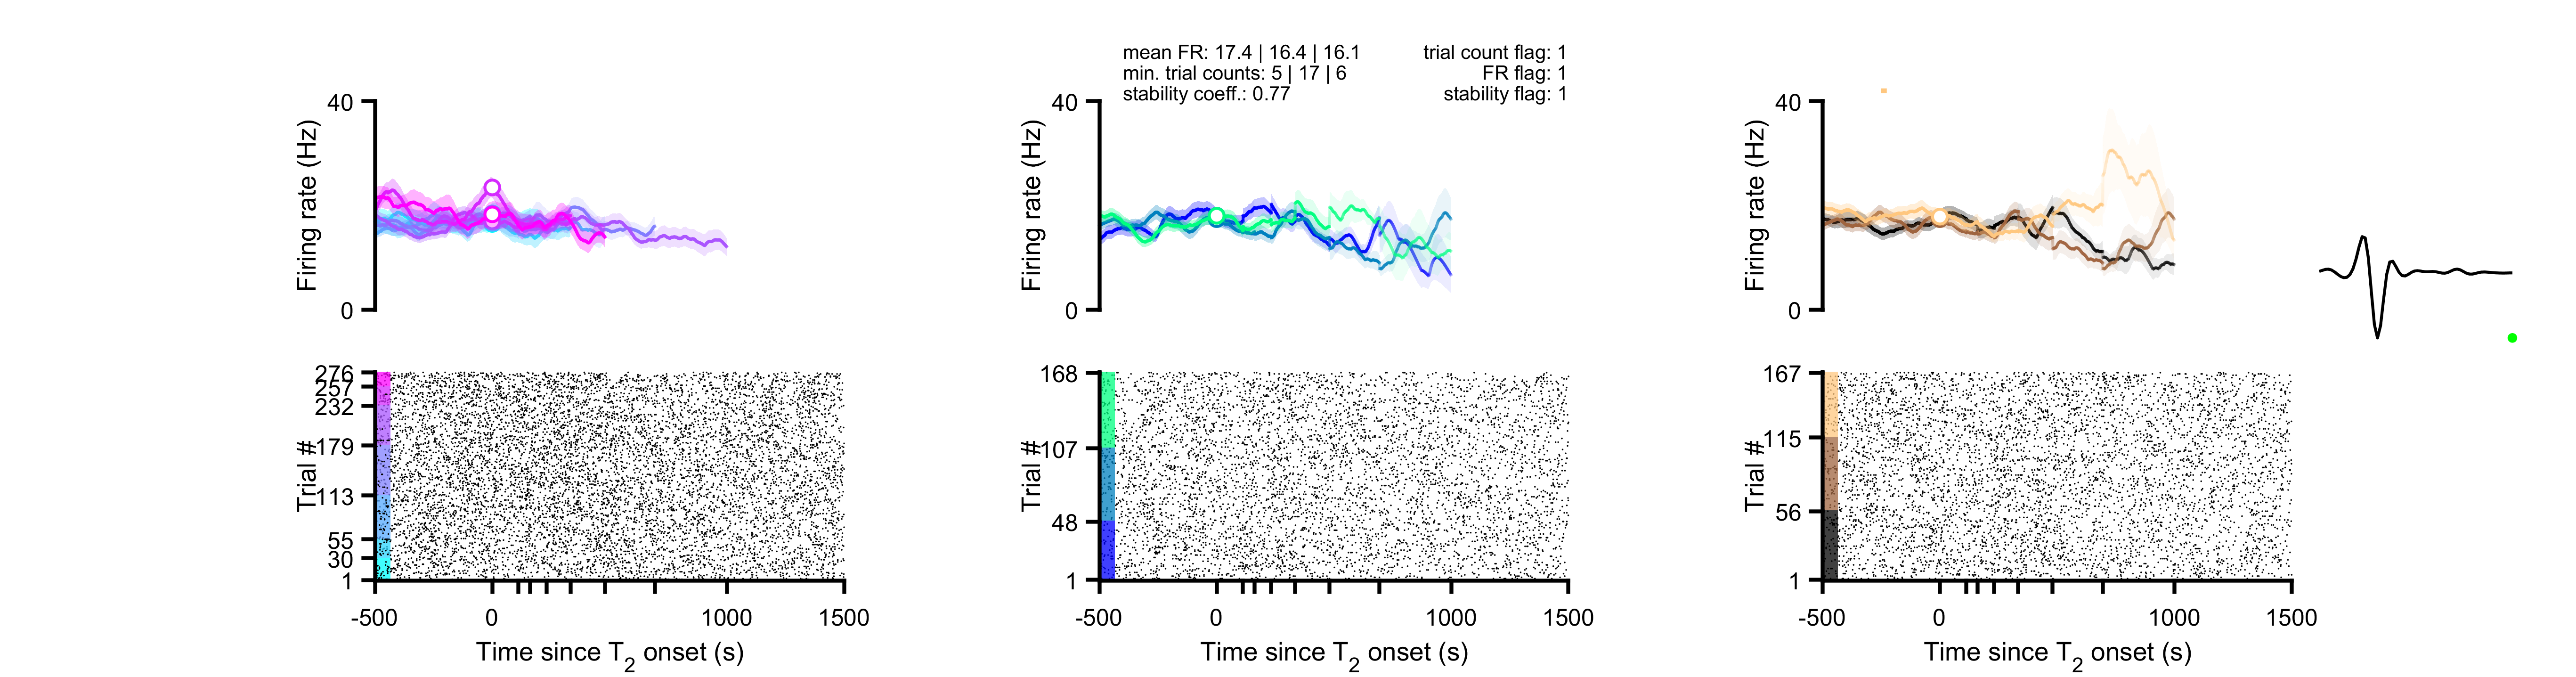 mean FR: 17.4 | 16.4 | 16.1
min. trial counts: 5 | 17 | 6
stability coeff.: 0.77
trial count flag: 1
FR flag: 1
stability flag: 1
40
Firing rate (Hz)
0
276
257
232
179
113
55
30
1
Trial #
-500
0
1000
1500
Time since T2 onset (s)
40
Firing rate (Hz)
0
168
107
48
1
Trial #
-500
0
1000
1500
Time since T2 onset (s)
40
Firing rate (Hz)
0
167
115
56
1
Trial #
-500
0
1000
1500
Time since T2 onset (s)